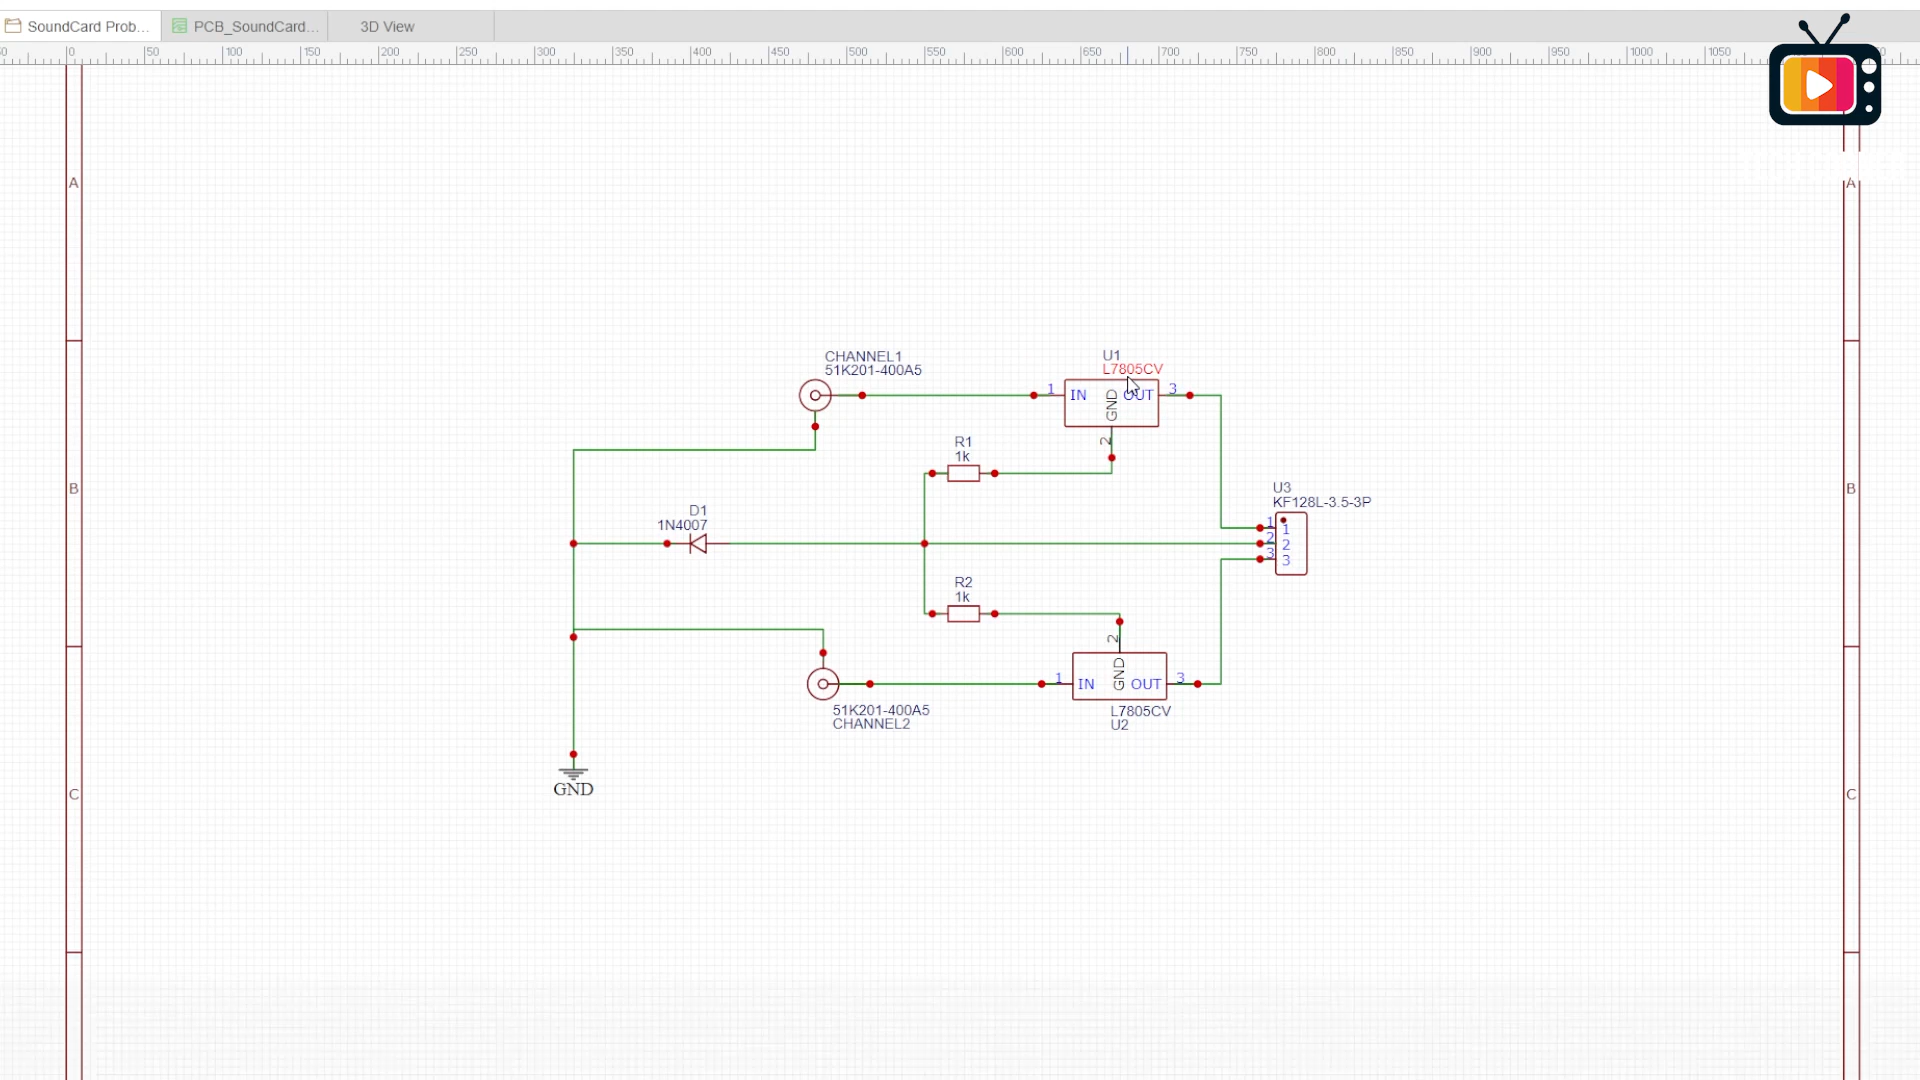 SoundCard Prob... PCB_SoundCard... 3D View
0 50 100 150 200 250 300 350 400 450 500 550 600 650 700 750 800 850 900 950 1000 1050
A A
CHANNEL1
51K201-400A5
U1
L7805CV
1 IN GND OUT 3
2
R1
1k
B B
U3
KF128L-3.5-3P
D1
1N4007
1 1
2 2
3 3
R2
1k
2
1 IN GND OUT 3
51K201-400A5
CHANNEL2
L7805CV
U2
GND
C C